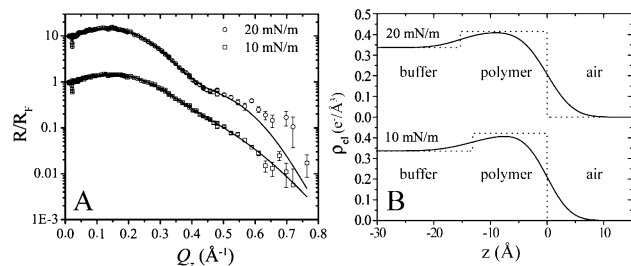 20 mN/m
10 mN/m
R/R_F
10
1
0.1
0.01
1E-3
A
0.0 0.1 0.2 0.3 0.4 0.5 0.6 0.7 0.8
Q_z (Å⁻¹)
20 mN/m
buffer polymer air
10 mN/m
buffer polymer air
ρ_el (e⁻/Å³)
0.4
0.3
0.2
0.1
0.0
0.4
0.3
0.2
0.1
0.0
B
-30 -20 -10 0 10
z (Å)